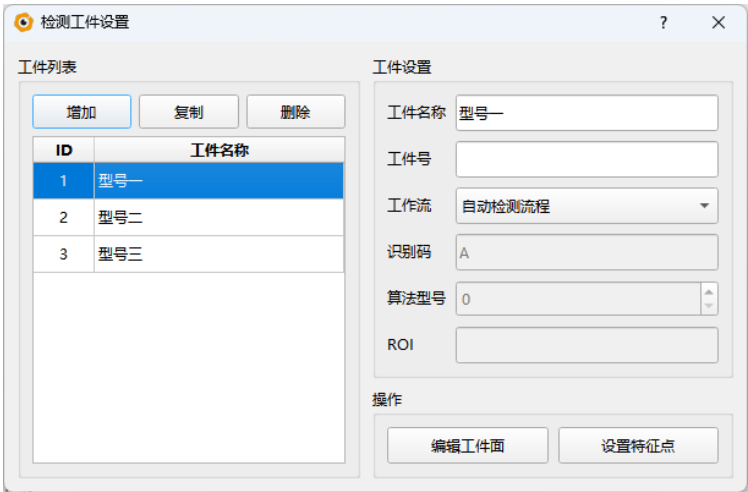 检测工件设置
工件列表
增加 复制 删除
ID 工件名称
1 型号一
2 型号二
3 型号三
工件设置
工件名称 型号一
工件号
工作流 自动检测流程
识别码 A
算法型号 0
ROI
操作
编辑工件面 设置特征点